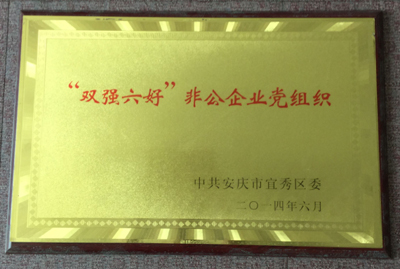 “双强六好”非公企业党组织
中共安庆市宜秀区委
二〇一四年六月